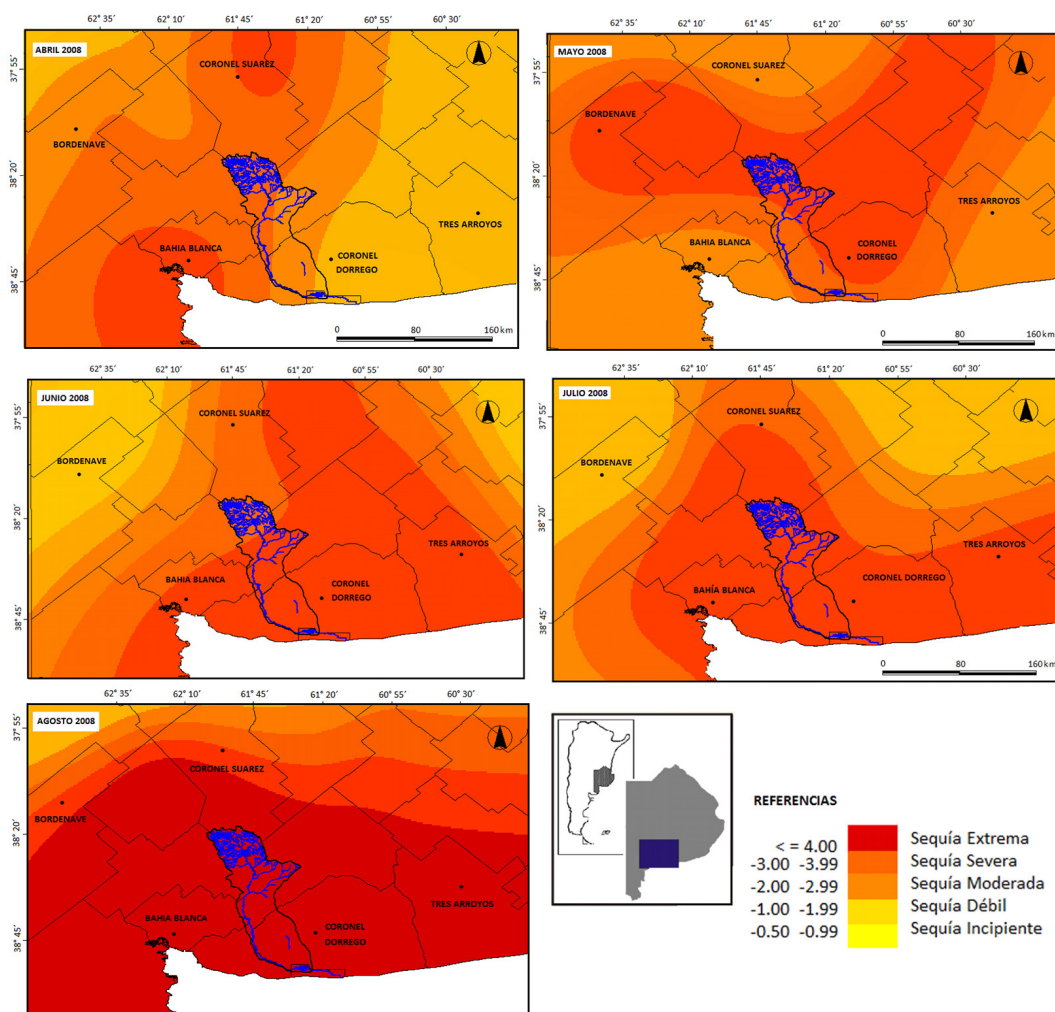 62° 35' 62° 10' 61° 45' 61° 20' 60° 55' 60° 30'
ABRIL 2008
37° 55'
38° 20'
38° 45'
CORONEL SUAREZ
BORDENAVE
TRES ARROYOS
BAHIA BLANCA
CORONEL
DORREGO
0 80 160 km
62° 35' 62° 10' 61° 45' 61° 20' 60° 55' 60° 30'
MAYO 2008
37° 55'
38° 20'
38° 45'
CORONEL SUAREZ
BORDENAVE
TRES ARROYOS
BAHIA BLANCA
CORONEL
DORREGO
0 80 160 km
62° 35' 62° 10' 61° 45' 61° 20' 60° 55' 60° 30'
JUNIO 2008
37° 55'
38° 20'
38° 45'
CORONEL SUAREZ
BORDENAVE
TRES ARROYOS
BAHIA BLANCA
CORONEL
DORREGO
62° 35' 62° 10' 61° 45' 61° 20' 60° 55' 60° 30'
JULIO 2008
37° 55'
38° 20'
38° 45'
CORONEL SUAREZ
BORDENAVE
TRES ARROYOS
BAHÍA BLANCA
CORONEL DORREGO
0 80 160 km
62° 35' 62° 10' 61° 45' 61° 20' 60° 55' 60° 30'
AGOSTO 2008
37° 55'
38° 20'
38° 45'
CORONEL SUAREZ
BORDENAVE
TRES ARROYOS
BAHIA BLANCA
CORONEL
DORREGO
REFERENCIAS
< = 4.00 Sequía Extrema
-3.00 -3.99 Sequía Severa
-2.00 -2.99 Sequía Moderada
-1.00 -1.99 Sequía Débil
-0.50 -0.99 Sequía Incipiente